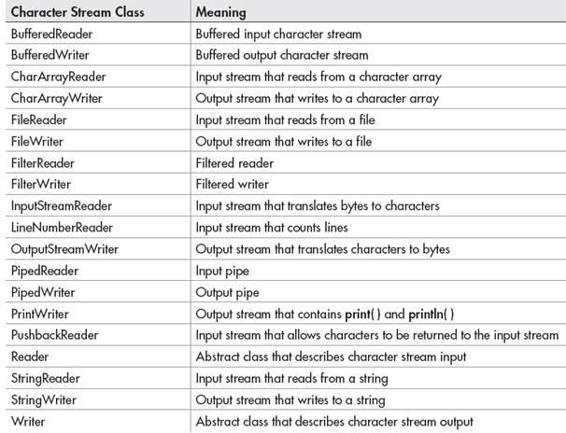 Character Stream Class Meaning
BufferedReader Buffered input character stream
BufferedWriter Buffered output character stream
CharArrayReader Input stream that reads from a character array
CharArrayWriter Output stream that writes to a character array
FileReader Input stream that reads from a file
FileWriter Output stream that writes to a file
FilterReader Filtered reader
FilterWriter Filtered writer
InputStreamReader Input stream that translates bytes to characters
LineNumberReader Input stream that counts lines
OutputStreamWriter Output stream that translates characters to bytes
PipedReader Input pipe
PipedWriter Output pipe
PrintWriter Output stream that contains print( ) and println( )
PushbackReader Input stream that allows characters to be returned to the input stream
Reader Abstract class that describes character stream input
StringReader Input stream that reads from a string
StringWriter Output stream that writes to a string
Writer Abstract class that describes character stream output